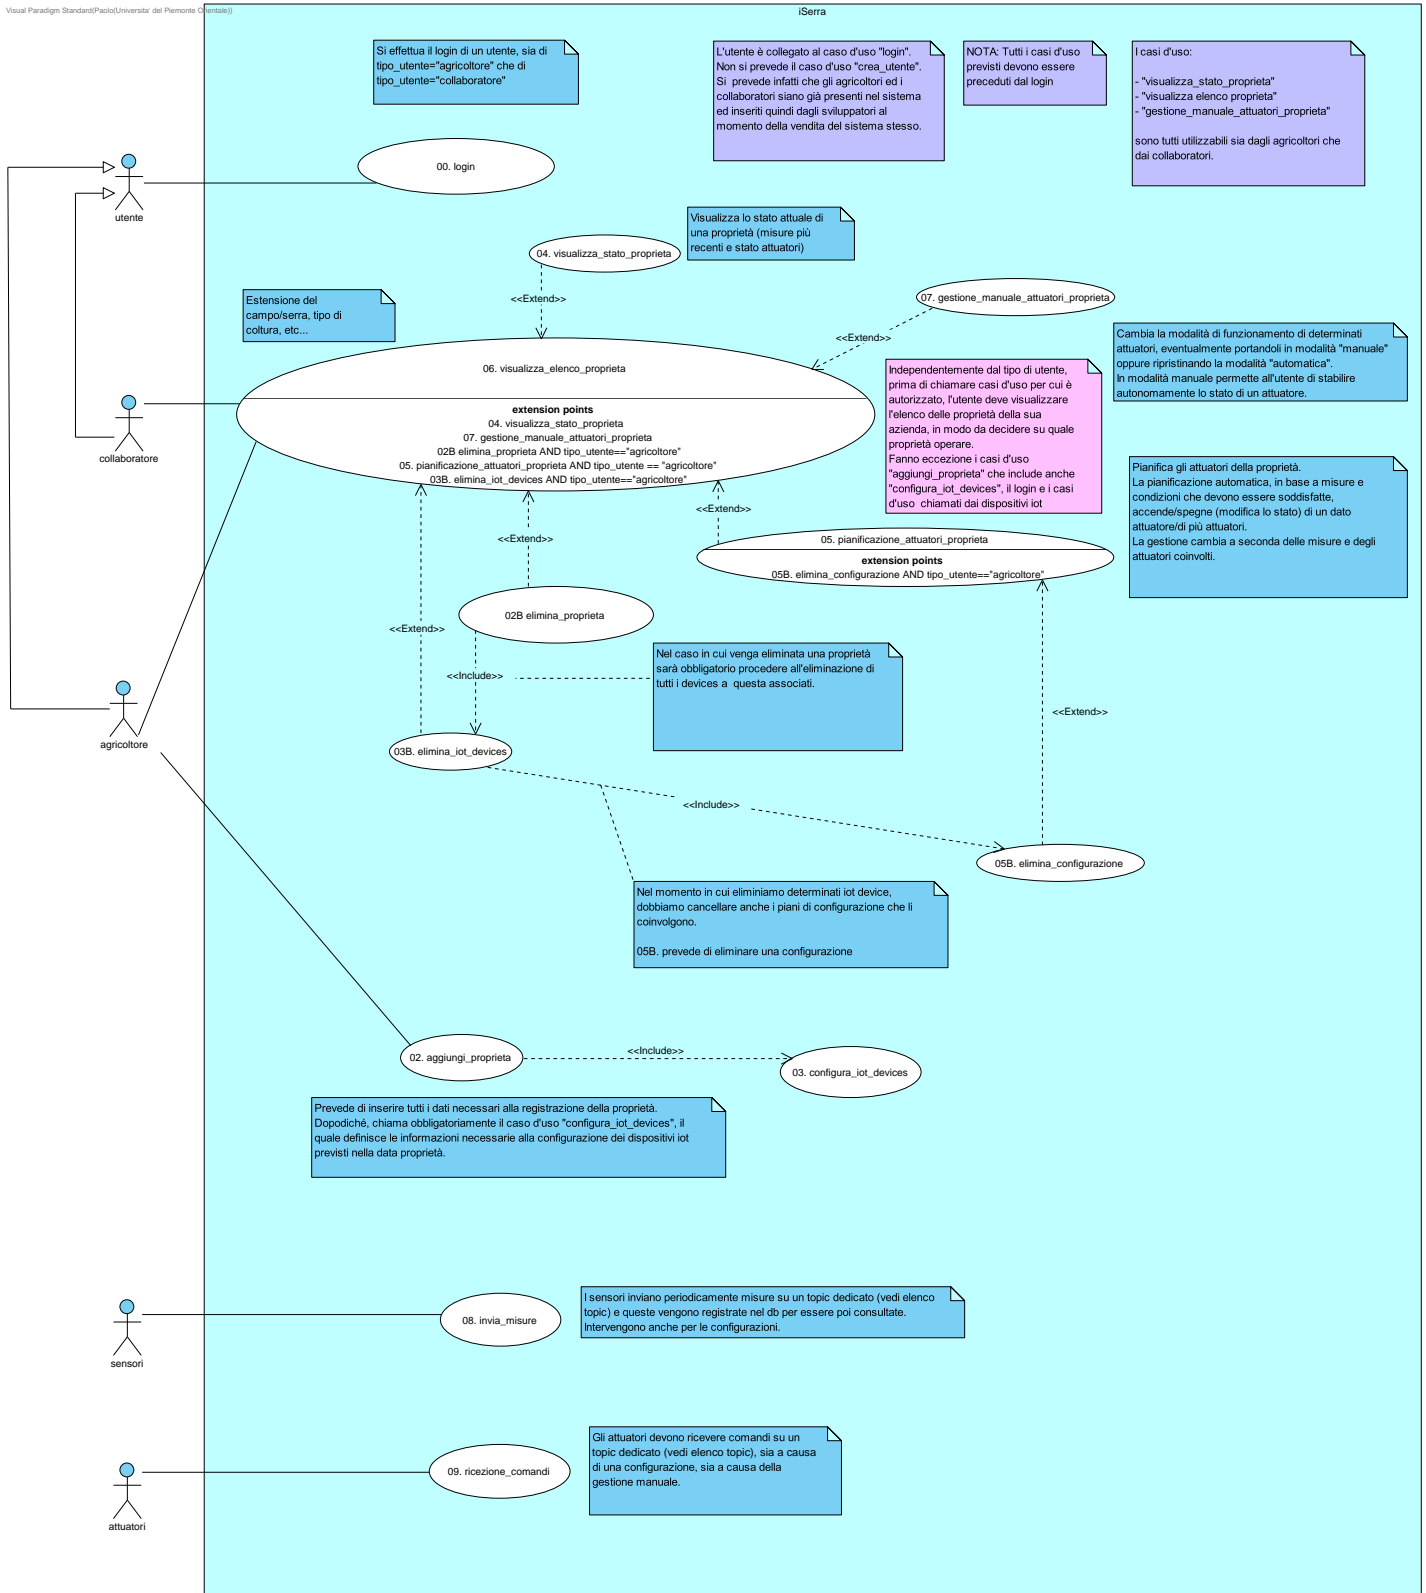 Visual Paradigm Standard(Paolo(Universita' del Piemonte Orientale))
iSerra
Si effettua il login di un utente, sia di
tipo_utente="agricoltore" che di
tipo_utente="collaboratore"
L'utente è collegato al caso d'uso "login".
Non si prevede il caso d'uso "crea_utente".
Si  prevede infatti che gli agricoltori ed i
collaboratori siano già presenti nel sistema
ed inseriti quindi dagli sviluppatori al
momento della vendita del sistema stesso.
NOTA: Tutti i casi d'uso
previsti devono essere
preceduti dal login
I casi d'uso:
- "visualizza_stato_proprieta"
- "visualizza elenco proprieta"
- "gestione_manuale_attuatori_proprieta"
sono tutti utilizzabili sia dagli agricoltori che
dai collaboratori.
00. login
utente
Visualizza lo stato attuale di
una proprietà (misure più
recenti e stato attuatori)
04. visualizza_stato_proprieta
<<Extend>>
07. gestione_manuale_attuatori_proprieta
<<Extend>>
Estensione del
campo/serra, tipo di
coltura, etc...
Cambia la modalità di funzionamento di determinati
attuatori, eventualmente portandoli in modalità "manuale"
oppure ripristinando la modalità "automatica".
In modalità manuale permette all'utente di stabilire
autonomamente lo stato di un attuatore.
06. visualizza_elenco_proprieta
extension points
04. visualizza_stato_proprieta
07. gestione_manuale_attuatori_proprieta
02B elimina_proprieta AND tipo_utente=="agricoltore"
05. pianificazione_attuatori_proprieta AND tipo_utente == "agricoltore"
03B. elimina_iot_devices AND tipo_utente=="agricoltore"
Independentemente dal tipo di utente,
prima di chiamare casi d'uso per cui è
autorizzato, l'utente deve visualizzare
l'elenco delle proprietà della sua
azienda, in modo da decidere su quale
proprietà operare.
Fanno eccezione i casi d'uso
"aggiungi_proprieta" che include anche
"configura_iot_devices", il login e i casi
d'uso  chiamati dai dispositivi iot
collaboratore
Pianifica gli attuatori della proprietà.
La pianificazione automatica, in base a misure e
condizioni che devono essere soddisfatte,
accende/spegne (modifica lo stato) di un dato
attuatore/di più attuatori.
La gestione cambia a seconda delle misure e degli
attuatori coinvolti.
<<Extend>>
<<Extend>>
05. pianificazione_attuatori_proprieta
extension points
05B. elimina_configurazione AND tipo_utente=="agricoltore"
02B elimina_proprieta
<<Extend>>
Nel caso in cui venga eliminata una proprietà
sarà obbligatorio procedere all'eliminazione di
tutti i devices a  questa associati.
<<Include>>
<<Extend>>
agricoltore
03B. elimina_iot_devices
<<Include>>
05B. elimina_configurazione
Nel momento in cui eliminiamo determinati iot device,
dobbiamo cancellare anche i piani di configurazione che li
coinvolgono.
05B. prevede di eliminare una configurazione
02. aggiungi_proprieta
<<Include>>
03. configura_iot_devices
Prevede di inserire tutti i dati necessari alla registrazione della proprietà.
Dopodiché, chiama obbligatoriamente il caso d'uso "configura_iot_devices", il
quale definisce le informazioni necessarie alla configurazione dei dispositivi iot
previsti nella data proprietà.
sensori
08. invia_misure
I sensori inviano periodicamente misure su un topic dedicato (vedi elenco
topic) e queste vengono registrate nel db per essere poi consultate.
Intervengono anche per le configurazioni.
attuatori
09. ricezione_comandi
Gli attuatori devono ricevere comandi su un
topic dedicato (vedi elenco topic), sia a causa
di una configurazione, sia a causa della
gestione manuale.